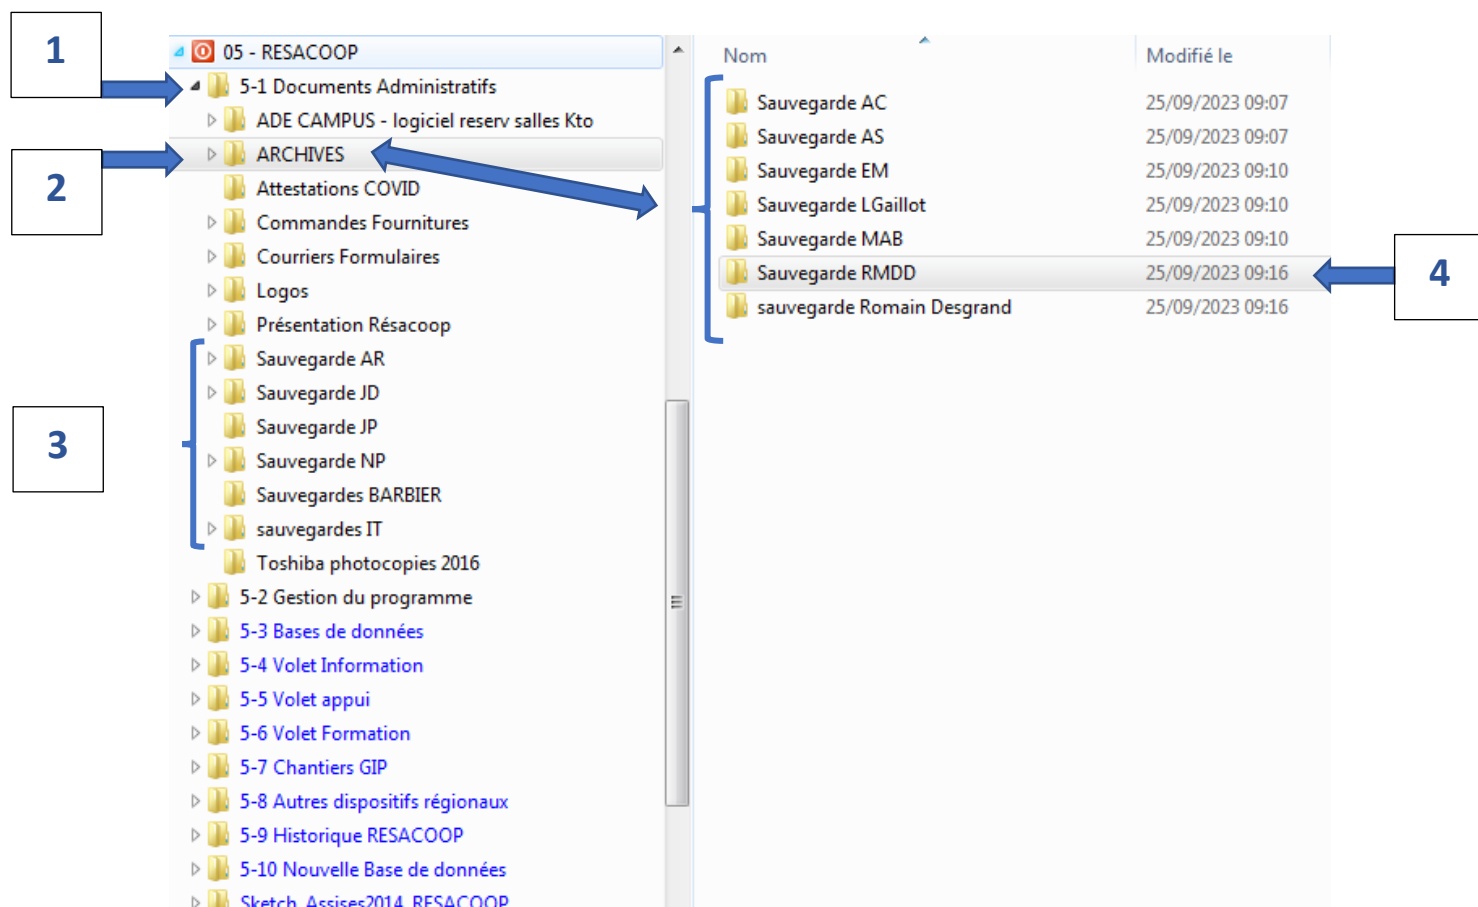 1
2
3
4
05 - RESACOOP
5-1 Documents Administratifs
ADE CAMPUS - logiciel reserv salles Kto
ARCHIVES
Attestations COVID
Commandes Fournitures
Courriers Formulaires
Logos
Présentation Résacoop
Sauvegarde AR
Sauvegarde JD
Sauvegarde JP
Sauvegarde NP
Sauvegardes BARBIER
sauvegardes IT
Toshiba photocopies 2016
5-2 Gestion du programme
5-3 Bases de données
5-4 Volet Information
5-5 Volet appui
5-6 Volet Formation
5-7 Chantiers GIP
5-8 Autres dispositifs régionaux
5-9 Historique RESACOOP
5-10 Nouvelle Base de données
Sketch_Assises2014_RESACOOP
Nom Modifié le
Sauvegarde AC 25/09/2023 09:07
Sauvegarde AS 25/09/2023 09:07
Sauvegarde EM 25/09/2023 09:10
Sauvegarde LGaillot 25/09/2023 09:10
Sauvegarde MAB 25/09/2023 09:10
Sauvegarde RMDD 25/09/2023 09:16
sauvegarde Romain Desgrand 25/09/2023 09:16